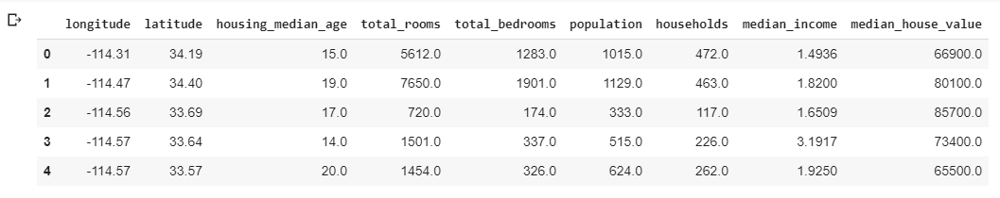 longitude latitude housing_median_age total_rooms total_bedrooms population households median_income median_house_value
0 -114.31 34.19 15.0 5612.0 1283.0 1015.0 472.0 1.4936 66900.0
1 -114.47 34.40 19.0 7650.0 1901.0 1129.0 463.0 1.8200 80100.0
2 -114.56 33.69 17.0 720.0 174.0 333.0 117.0 1.6509 85700.0
3 -114.57 33.64 14.0 1501.0 337.0 515.0 226.0 3.1917 73400.0
4 -114.57 33.57 20.0 1454.0 326.0 624.0 262.0 1.9250 65500.0